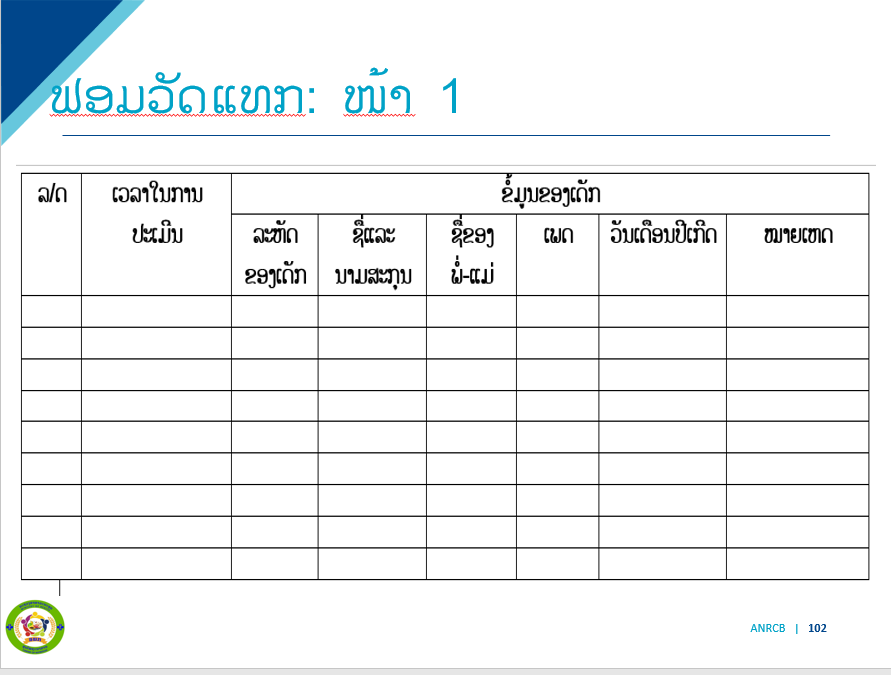 ຟອມວັດແທກ: ໜ້າ 1
ລ/ດ
ເວລາໃນການ
ປະເມີນ
ຂໍ້ມູນຂອງເດັກ
ລະຫັດ
ຂອງເດັກ
ຊື່ແລະ
ນາມສະກຸນ
ຊື່ຂອງ
ພໍ່-ແມ່
ເພດ
ວັນເດືອນປີເກີດ
ໝາຍເຫດ
ANRCB | 102